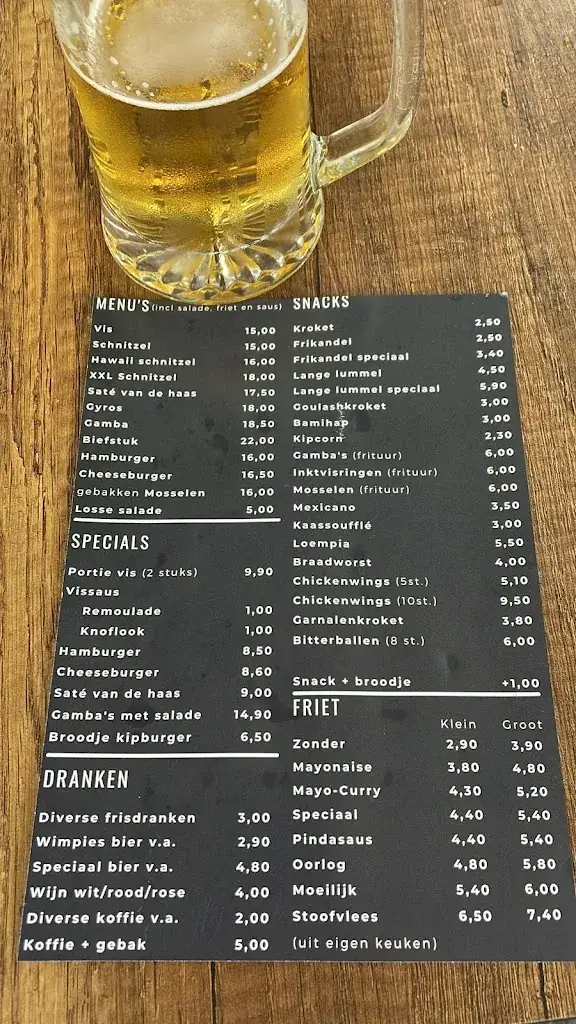 MENU'S (incl salade, friet en saus)
Vis 15,00
Schnitzel 15,00
Hawaii schnitzel 16,00
XXL Schnitzel 18,00
Saté van de haas 17,50
Gyros 18,00
Gamba 18,50
Biefstuk 22,00
Hamburger 16,00
Cheeseburger 16,50
gebakken Mosselen 16,00
Losse salade 5,00
SPECIALS
Portie vis (2 stuks) 9,90
Vissaus
Remoulade 1,00
Knoflook 1,00
Hamburger 8,50
Cheeseburger 8,60
Saté van de haas 9,00
Gamba's met salade 14,90
Broodje kipburger 6,50
DRANKEN
Diverse frisdranken 3,00
Wimpies bier v.a. 2,90
Speciaal bier v.a. 4,80
Wijn wit/rood/rose 4,00
Diverse koffie v.a. 2,00
Koffie + gebak 5,00
SNACKS
Kroket 2,50
Frikandel 2,50
Frikandel speciaal 3,40
Lange lummel 4,50
Lange lummel speciaal 5,90
Goulashkroket 3,00
Bamihap 3,00
Kipcorn 2,30
Gamba's (frituur) 6,00
Inktvisringen (frituur) 6,00
Mosselen (frituur) 6,00
Mexicano 3,50
Kaassoufflé 3,00
Loempia 5,50
Braadworst 4,00
Chickenwings (5st.) 5,10
Chickenwings (10st.) 9,50
Garnalenkroket 3,80
Bitterballen (8 st.) 6,00
Snack + broodje +1,00
FRIET
Klein Groot
Zonder 2,90 3,90
Mayonaise 3,80 4,80
Mayo-Curry 4,30 5,20
Speciaal 4,40 5,40
Pindasaus 4,40 5,40
Oorlog 4,80 5,80
Moeilijk 5,40 6,00
Stoofvlees 6,50 7,40
(uit eigen keuken)